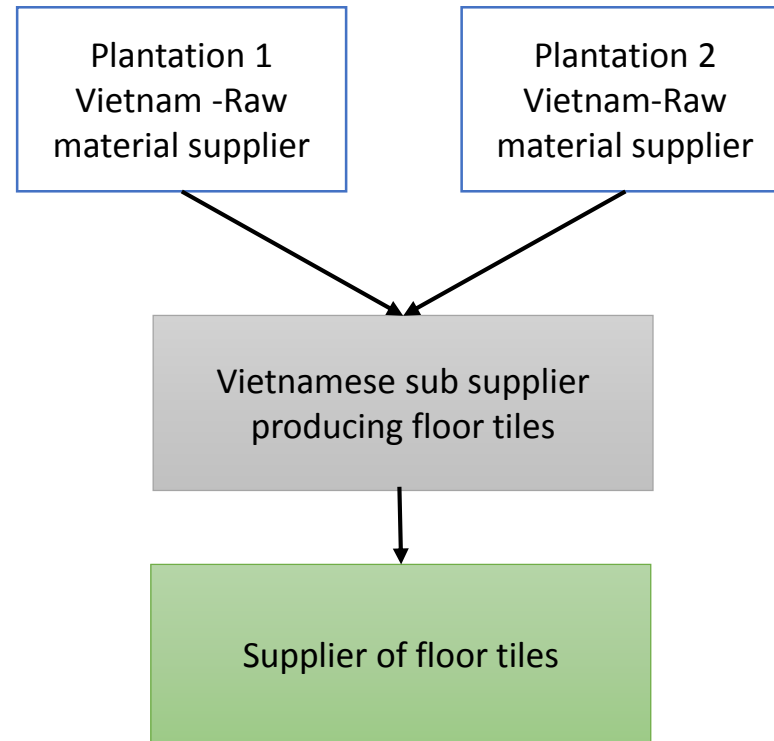 Plantation 1
Vietnam -Raw
material supplier
Plantation 2
Vietnam-Raw
material supplier
Vietnamese sub supplier
producing floor tiles
Supplier of floor tiles